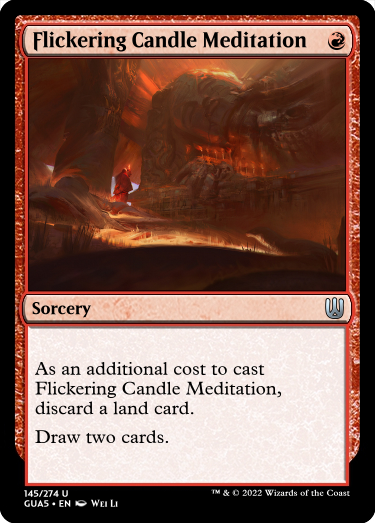 Flickering Candle Meditation
Sorcery
As an additional cost to cast
Flickering Candle Meditation,
discard a land card.
Draw two cards.
145/274 U
GUA5 • EN Wei Li
™ & © 2022 Wizards of the Coast